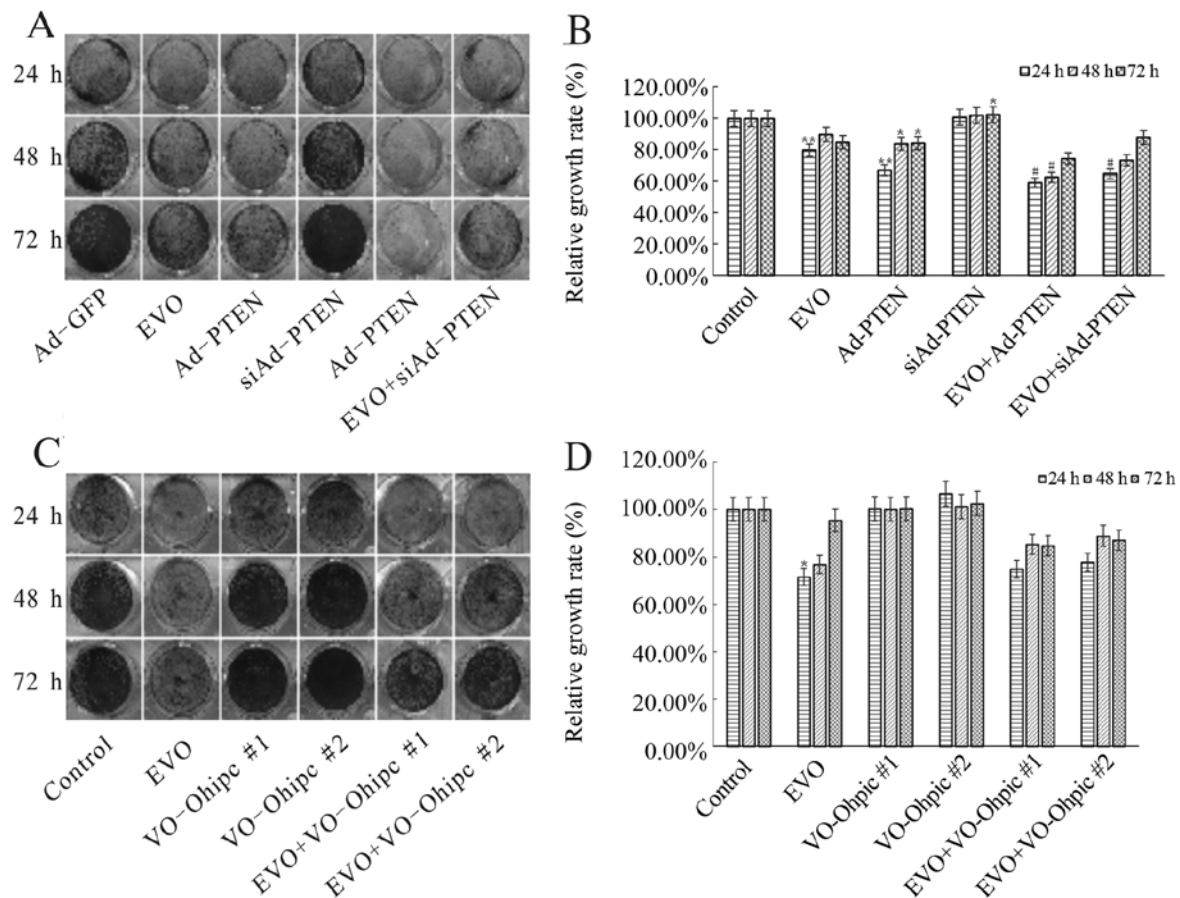 A
24 h
48 h
72 h
Ad-GFP
EVO
Ad-PTEN
siAd-PTEN
Ad-PTEN
EVO+siAd-PTEN
B
24 h 48 h 72 h
Relative growth rate (%)
120.00%
100.00%
80.00%
60.00%
40.00%
20.00%
0.00%
**
**
*
*
*
#
#
#
Control
EVO
Ad-PTEN
siAd-PTEN
EVO+Ad-PTEN
EVO+siAd-PTEN
C
24 h
48 h
72 h
Control
EVO
VO-Ohipc #1
VO-Ohipc #2
EVO+VO-Ohipc #1
EVO+VO-Ohipc #2
D
24 h 48 h 72 h
Relative growth rate (%)
120.00%
100.00%
80.00%
60.00%
40.00%
20.00%
0.00%
*
Control
EVO
VO-Ohpic #1
VO-Ohpic #2
EVO+VO-Ohpic #1
EVO+VO-Ohpic #2